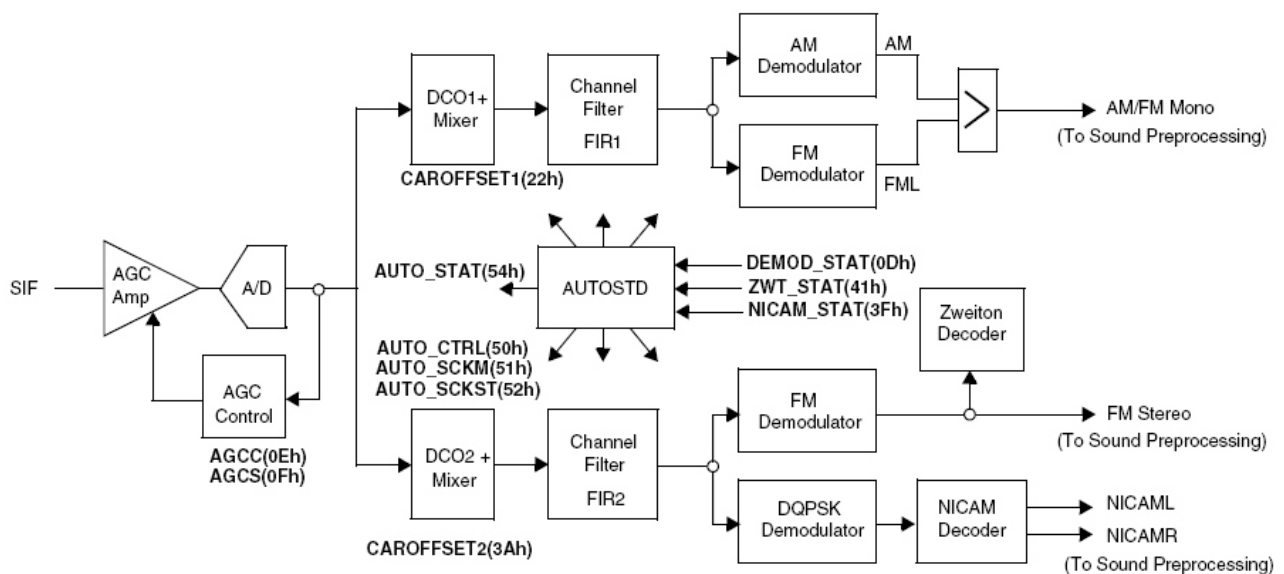 AM
Demodulator
AM
DCO1+
Mixer
Channel
Filter
FIR1
AM/FM Mono
(To Sound Preprocessing)
FM
Demodulator
FML
CAROFFSET1(22h)
SIF
AGC
Amp
A/D
AUTO_STAT(54h)
AUTOSTD
DEMOD_STAT(0Dh)
ZWT_STAT(41h)
NICAM_STAT(3Fh)
Zweiton
Decoder
AUTO_CTRL(50h)
AUTO_SCKM(51h)
AUTO_SCKST(52h)
AGC
Control
AGCC(0Eh)
AGCS(0Fh)
DCO2 +
Mixer
Channel
Filter
FIR2
FM
Demodulator
FM Stereo
(To Sound Preprocessing)
DQPSK
Demodulator
NICAM
Decoder
NICAML
NICAMR
(To Sound Preprocessing)
CAROFFSET2(3Ah)